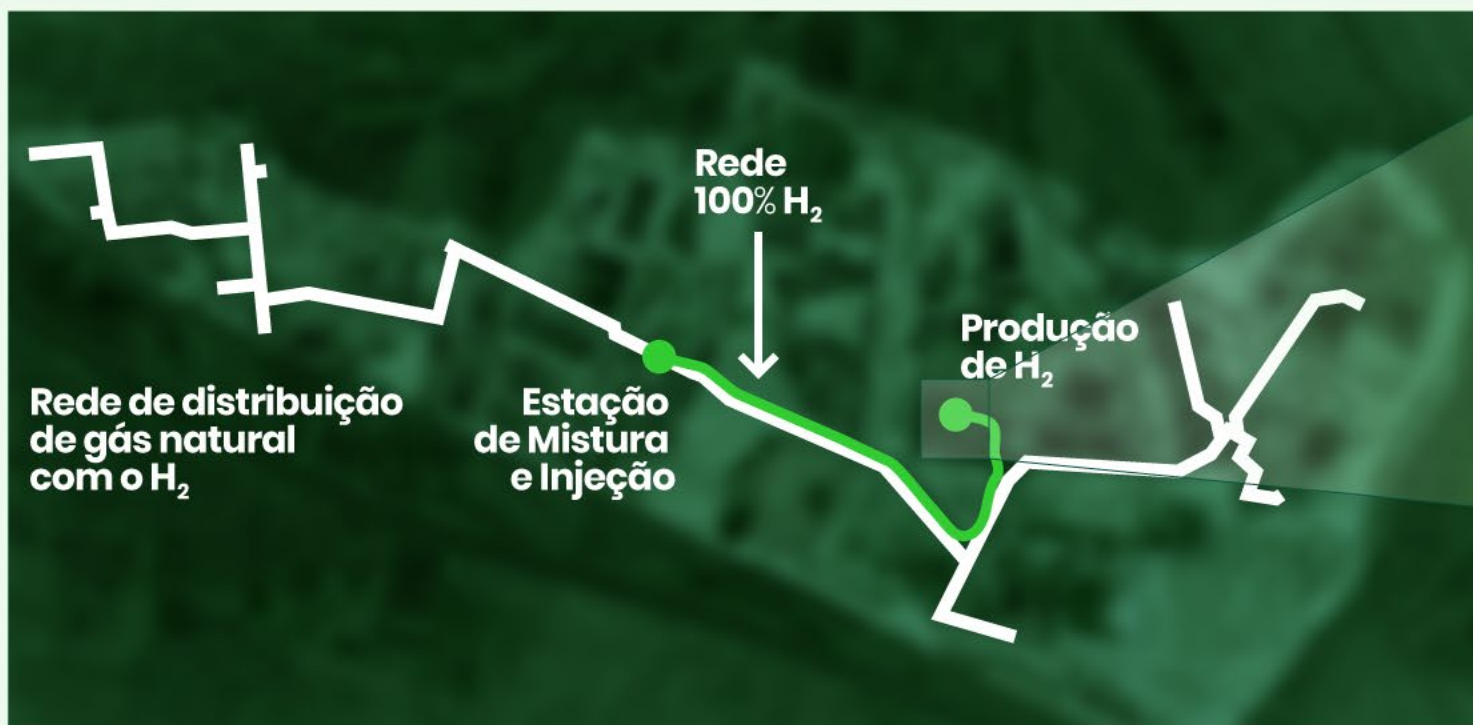 Rede
100% H₂
Produção
de H₂
Rede de distribuição
de gás natural
com o H₂
Estação
de Mistura
e Injeção